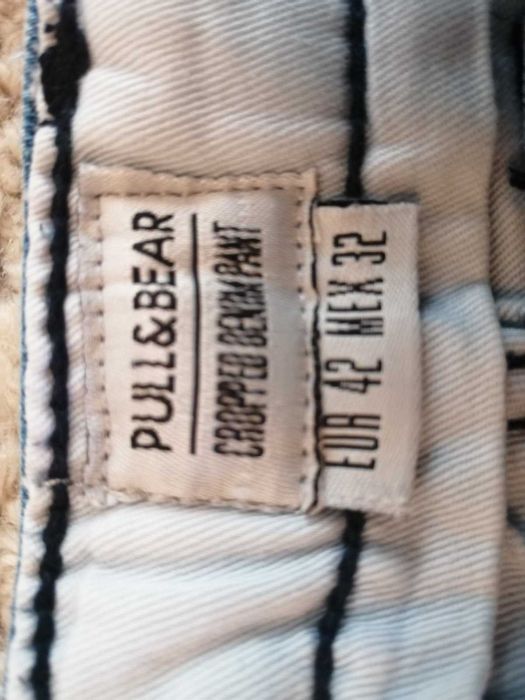 PULL&BEAR
CROPPED DENIM PANT
EUR 42 MEX 32